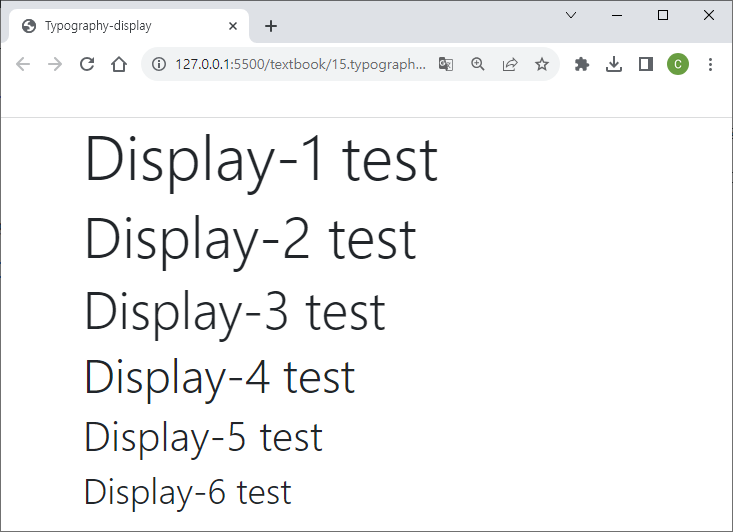 Typography-display
127.0.0.1:5500/textbook/15.typograph...
C
Display-1 test
Display-2 test
Display-3 test
Display-4 test
Display-5 test
Display-6 test